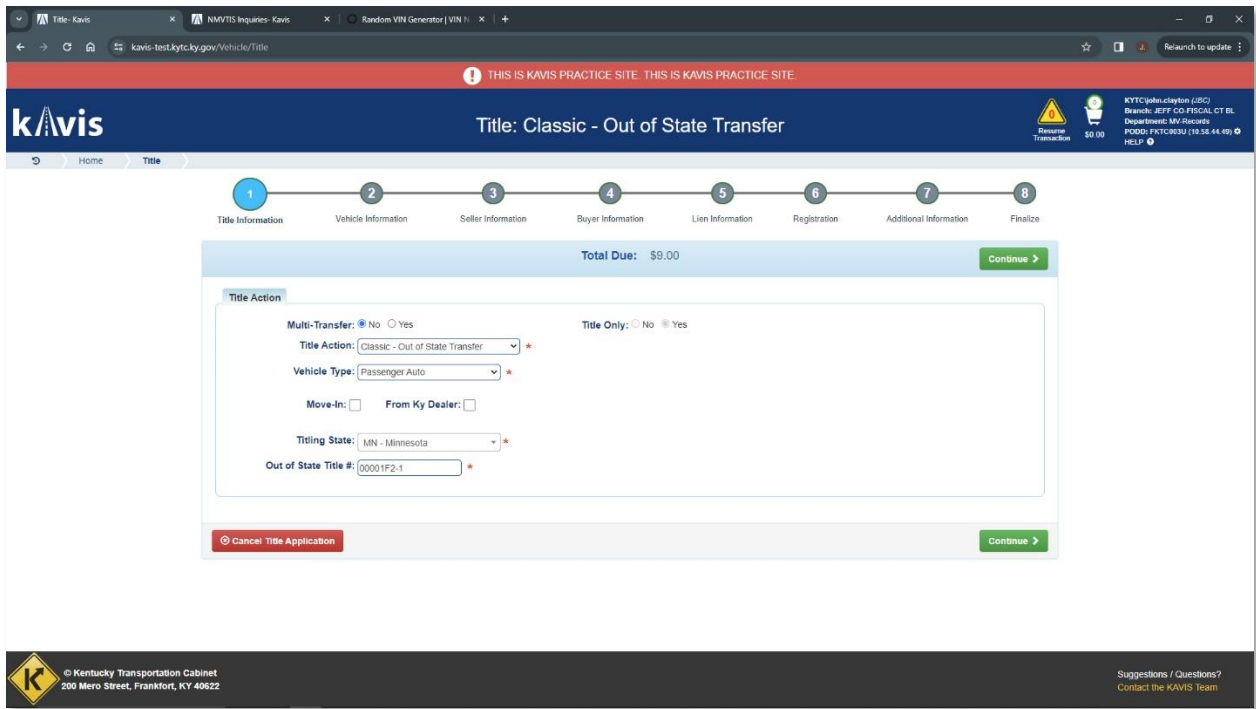 Title- Kavis
NMVTIS Inquiries- Kavis
Random VIN Generator | VIN N
kavis-test.kytc.ky.gov/Vehicle/Title
Relaunch to update
THIS IS KAVIS PRACTICE SITE. THIS IS KAVIS PRACTICE SITE.
kavis
Title: Classic - Out of State Transfer
0
Resume
Transaction
0
$0.00
KYTC\john.clayton (JBC)
Branch: JEFF CO-FISCAL CT BL
Department: MV-Records
PODD: FKTC003U (10.58.44.49)
HELP
Home
Title
1
2
3
4
5
6
7
8
Title Information
Vehicle Information
Seller Information
Buyer Information
Lien Information
Registration
Additional Information
Finalize
Total Due: $9.00
Continue
Title Action
Multi-Transfer: No Yes
Title Only: No Yes
Title Action: Classic - Out of State Transfer *
Vehicle Type: Passenger Auto *
Move-In: From Ky Dealer:
Titling State: MN - Minnesota *
Out of State Title #: 00001F2-1 *
Cancel Title Application
Continue
K
© Kentucky Transportation Cabinet
200 Mero Street, Frankfort, KY 40622
Suggestions / Questions?
Contact the KAVIS Team